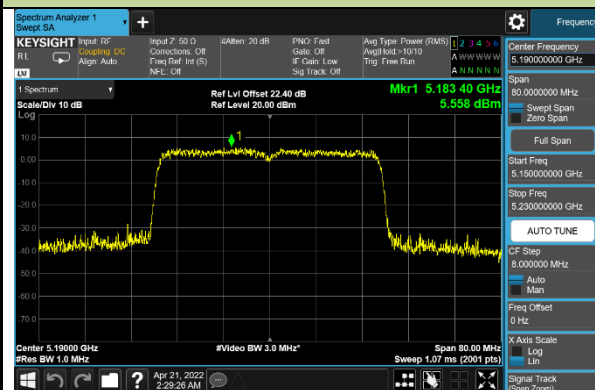 Spectrum Analyzer 1
Swept SA
Frequency
KEYSIGHT
RL
LXI
Input: RF
Coupling: DC
Align: Auto
Input Z: 50 Ω
Corrections: Off
Freq Ref: Int (S)
NFE: Off
#Atten: 20 dB
PNO: Fast
Gate: Off
IF Gain: Low
Sig Track: Off
Avg Type: Power (RMS)
Avg|Hold:>10/10
Trig: Free Run
1 2 3 4 5 6
A W W W W W
A N N N N N
1 Spectrum
Scale/Div 10 dB
Log
Ref Lvl Offset 22.40 dB
Ref Level 20.00 dBm
Mkr1 5.183 40 GHz
5.558 dBm
1
10.0
0.00
-10.0
-20.0
-30.0
-40.0
-50.0
-60.0
-70.0
Center 5.19000 GHz
#Res BW 1.0 MHz
#Video BW 3.0 MHz*
Span 80.00 MHz
Sweep 1.07 ms (2001 pts)
Center Frequency
5.190000000 GHz
Span
80.0000000 MHz
Swept Span
Zero Span
Full Span
Start Freq
5.150000000 GHz
Stop Freq
5.230000000 GHz
AUTO TUNE
CF Step
8.000000 MHz
Auto
Man
Freq Offset
0 Hz
X Axis Scale
Log
Lin
Signal Track
(Span Zoom)
Apr 21, 2022
2:29:26 AM